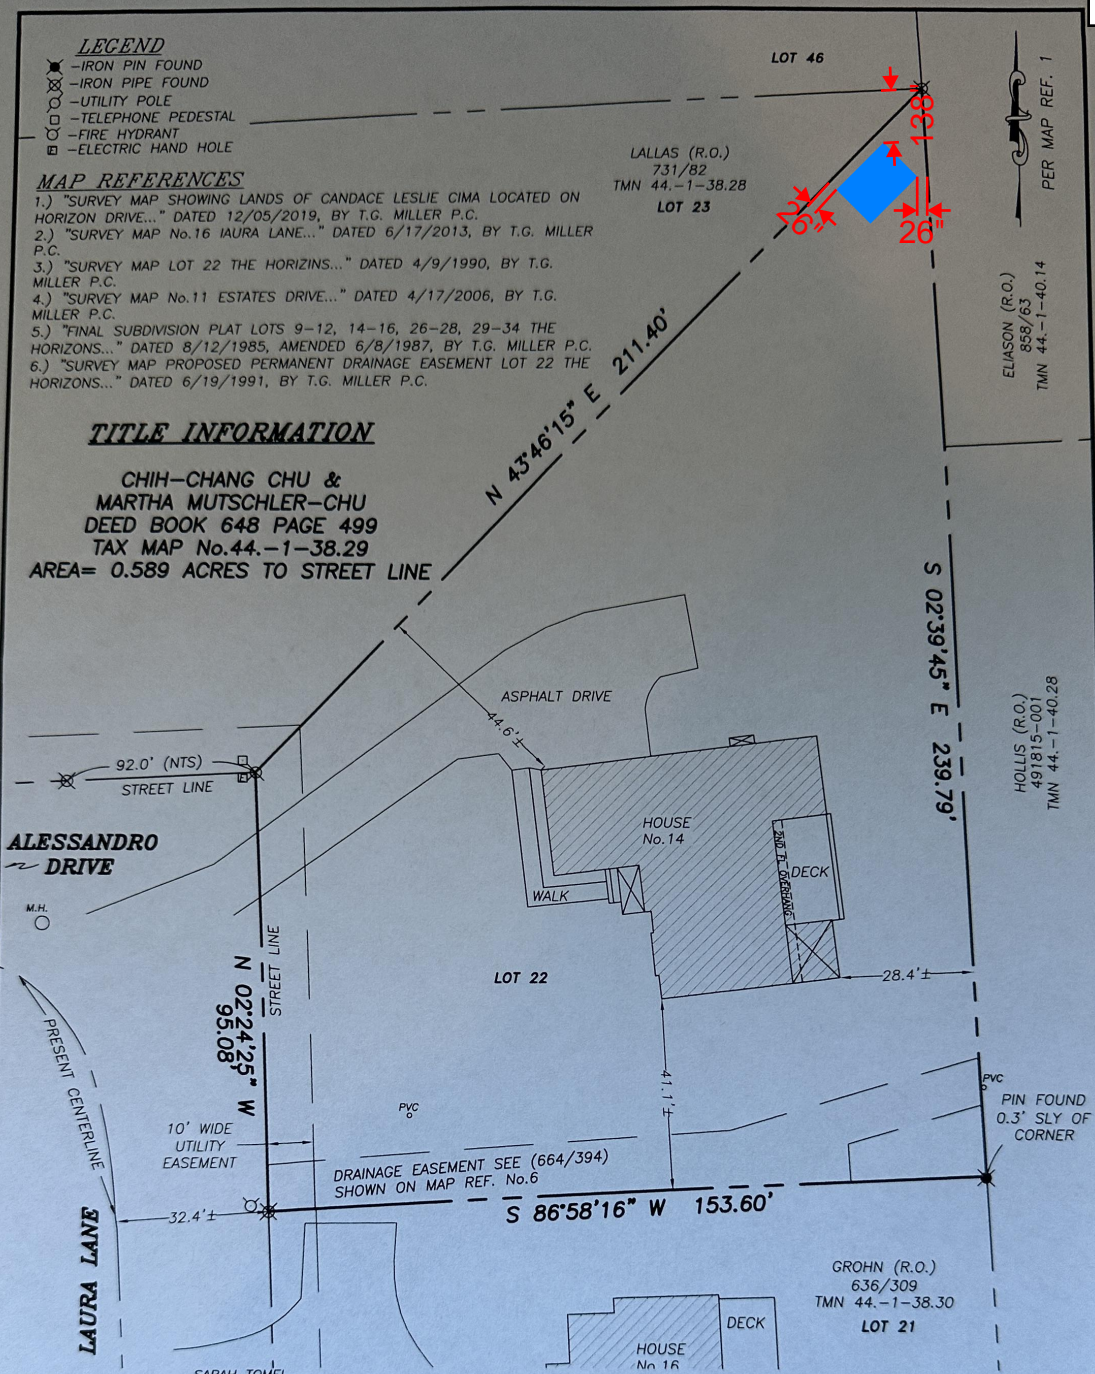 LEGEND
-IRON PIN FOUND
-IRON PIPE FOUND
-UTILITY POLE
-TELEPHONE PEDESTAL
-FIRE HYDRANT
-ELECTRIC HAND HOLE
MAP REFERENCES
1.) "SURVEY MAP SHOWING LANDS OF CANDACE LESLIE CIMA LOCATED ON
HORIZON DRIVE..." DATED 12/05/2019, BY T.G. MILLER P.C.
2.) "SURVEY MAP No.16 IAURA LANE..." DATED 6/17/2013, BY T.G. MILLER
P.C.
3.) "SURVEY MAP LOT 22 THE HORIZINS..." DATED 4/9/1990, BY T.G.
MILLER P.C.
4.) "SURVEY MAP No.11 ESTATES DRIVE..." DATED 4/17/2006, BY T.G.
MILLER P.C.
5.) "FINAL SUBDIVISION PLAT LOTS 9-12, 14-16, 26-28, 29-34 THE
HORIZONS..." DATED 8/12/1985, AMENDED 6/8/1987, BY T.G. MILLER P.C.
6.) "SURVEY MAP PROPOSED PERMANENT DRAINAGE EASEMENT LOT 22 THE
HORIZONS..." DATED 6/19/1991, BY T.G. MILLER P.C.
TITLE INFORMATION
CHIH-CHANG CHU &
MARTHA MUTSCHLER-CHU
DEED BOOK 648 PAGE 499
TAX MAP No.44.-1-38.29
AREA= 0.589 ACRES TO STREET LINE
LOT 46
LALLAS (R.O.)
731/82
TMN 44.-1-38.28
LOT 23
138"
26"
26"
PER MAP REF. 1
ELIASON (R.O.)
858/63
TMN 44.-1-40.14
N 43°46'15" E 211.40'
S 02°39'45" E 239.79'
HOLLIS (R.O.)
491815-001
TMN 44.-1-40.28
ASPHALT DRIVE
44.6'±
92.0' (NTS)
STREET LINE
ALESSANDRO
DRIVE
M.H.
HOUSE
No.14
2ND FL OVERHANG
DECK
WALK
LOT 22
28.4'±
STREET LINE
N 02°24'25" W
95.08'
PRESENT CENTERLINE
41.1'±
PVC
PVC
PIN FOUND
0.3' SLY OF
CORNER
10' WIDE
UTILITY
EASEMENT
DRAINAGE EASEMENT SEE (664/394)
SHOWN ON MAP REF. No.6
S 86°58'16" W 153.60'
32.4'±
LAURA LANE
GROHN (R.O.)
636/309
TMN 44.-1-38.30
LOT 21
DECK
HOUSE
No.16